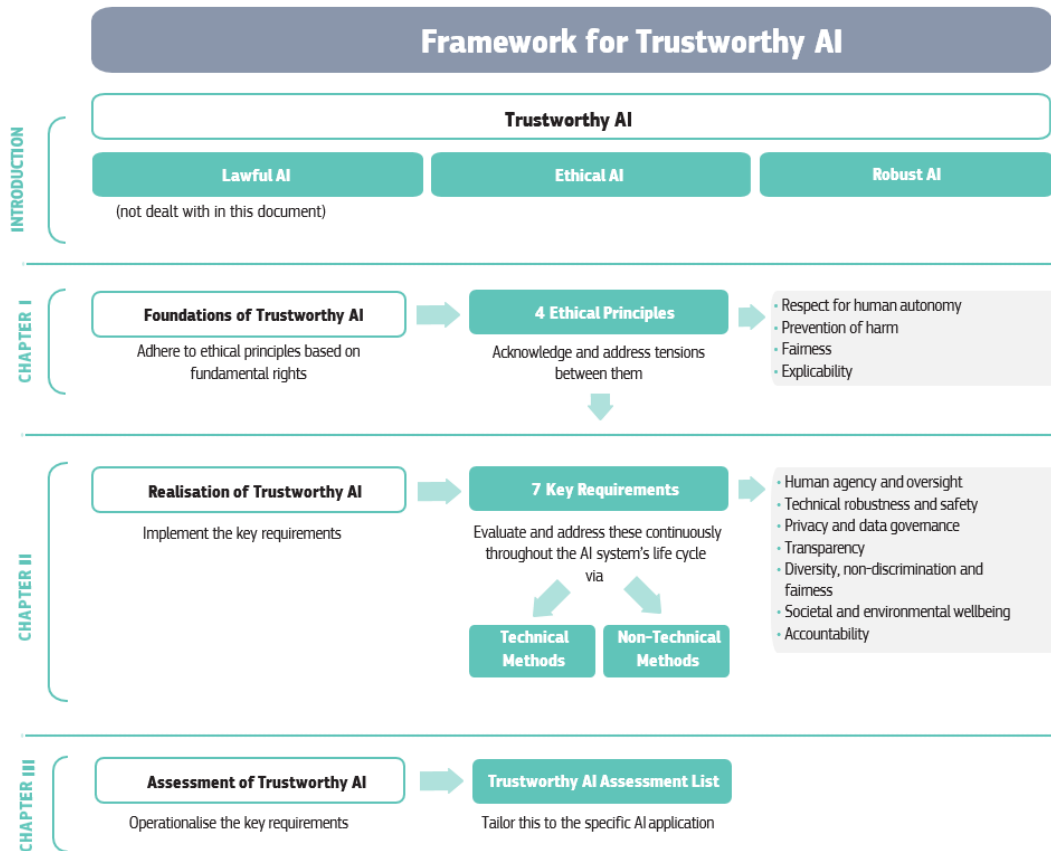 Framework for Trustworthy AI
INTRODUCTION
Trustworthy AI
Lawful AI
Ethical AI
Robust AI
(not dealt with in this document)
CHAPTER I
Foundations of Trustworthy AI
Adhere to ethical principles based on
fundamental rights
4 Ethical Principles
Acknowledge and address tensions
between them
• Respect for human autonomy
• Prevention of harm
• Fairness
• Explicability
CHAPTER II
Realisation of Trustworthy AI
Implement the key requirements
7 Key Requirements
Evaluate and address these continuously
throughout the AI system's life cycle
via
Technical
Methods
Non-Technical
Methods
• Human agency and oversight
• Technical robustness and safety
• Privacy and data governance
• Transparency
• Diversity, non-discrimination and
fairness
• Societal and environmental wellbeing
• Accountability
CHAPTER III
Assessment of Trustworthy AI
Operationalise the key requirements
Trustworthy AI Assessment List
Tailor this to the specific AI application